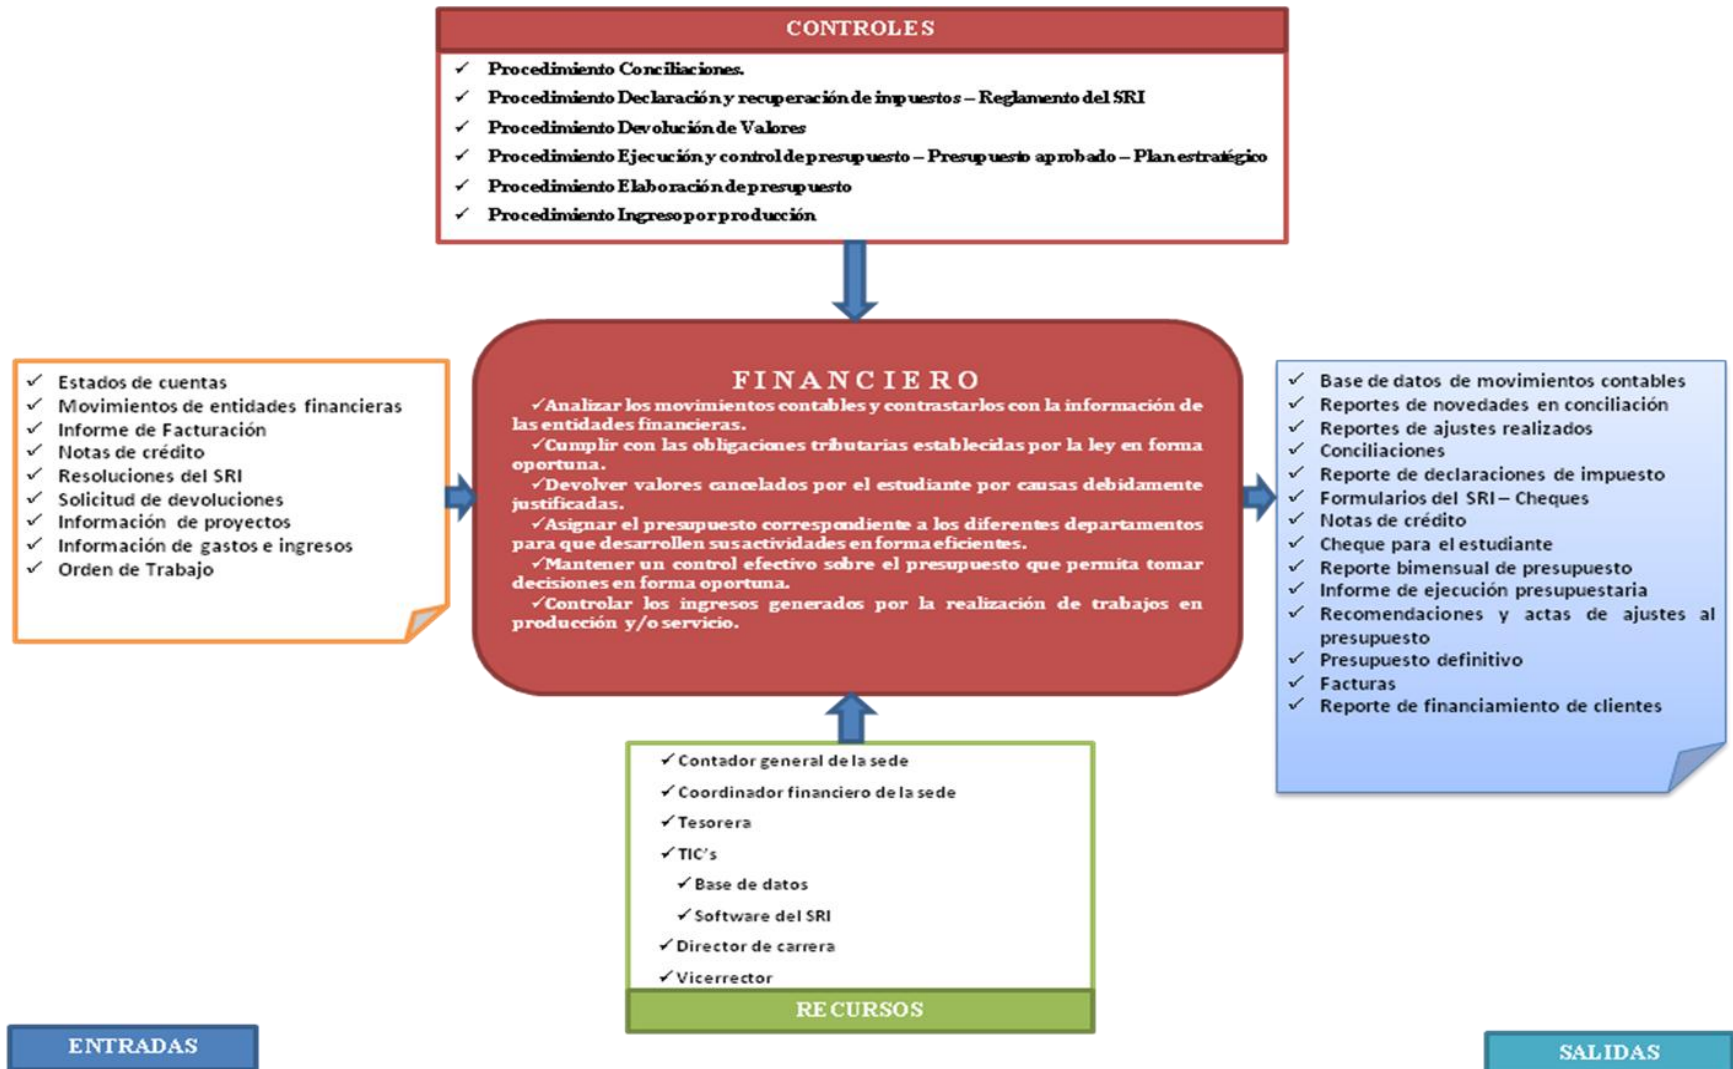 CONTROLES
✓ Procedimiento Conciliaciones.
✓ Procedimiento Declaración y recuperación de impuestos – Reglamento del SRI
✓ Procedimiento Devolución de Valores
✓ Procedimiento Ejecución y control de presupuesto – Presupuesto aprobado – Plan estratégico
✓ Procedimiento Elaboración de presupuesto
✓ Procedimiento Ingreso por producción
✓ Estados de cuentas
✓ Movimientos de entidades financieras
✓ Informe de Facturación
✓ Notas de crédito
✓ Resoluciones del SRI
✓ Solicitud de devoluciones
✓ Información de proyectos
✓ Información de gastos e ingresos
✓ Orden de Trabajo
FINANCIERO
✓Analizar los movimientos contables y contrastarlos con la información de
las entidades financieras.
✓Cumplir con las obligaciones tributarias establecidas por la ley en forma
oportuna.
✓Devolver valores cancelados por el estudiante por causas debidamente
justificadas.
✓Asignar el presupuesto correspondiente a los diferentes departamentos
para que desarrollen sus actividades en forma eficientes.
✓Mantener un control efectivo sobre el presupuesto que permita tomar
decisiones en forma oportuna.
✓Controlar los ingresos generados por la realización de trabajos en
producción y/o servicio.
✓ Base de datos de movimientos contables
✓ Reportes de novedades en conciliación
✓ Reportes de ajustes realizados
✓ Conciliaciones
✓ Reporte de declaraciones de impuesto
✓ Formularios del SRI – Cheques
✓ Notas de crédito
✓ Cheque para el estudiante
✓ Reporte bimensual de presupuesto
✓ Informe de ejecución presupuestaria
✓ Recomendaciones y actas de ajustes al
presupuesto
✓ Presupuesto definitivo
✓ Facturas
✓ Reporte de financiamiento de clientes
✓ Contador general de la sede
✓ Coordinador financiero de la sede
✓ Tesorera
✓ TIC's
✓ Base de datos
✓ Software del SRI
✓ Director de carrera
✓ Vicerrector
RECURSOS
ENTRADAS
SALIDAS